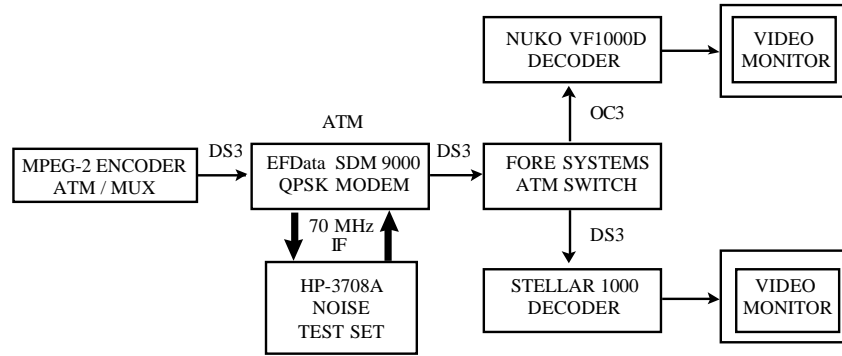 NUKO VF1000D
DECODER
VIDEO
MONITOR
OC3
ATM
DS3
DS3
MPEG-2 ENCODER
ATM / MUX
EFData SDM 9000
QPSK MODEM
FORE SYSTEMS
ATM SWITCH
70 MHz
IF
DS3
HP-3708A
NOISE
TEST SET
STELLAR 1000
DECODER
VIDEO
MONITOR